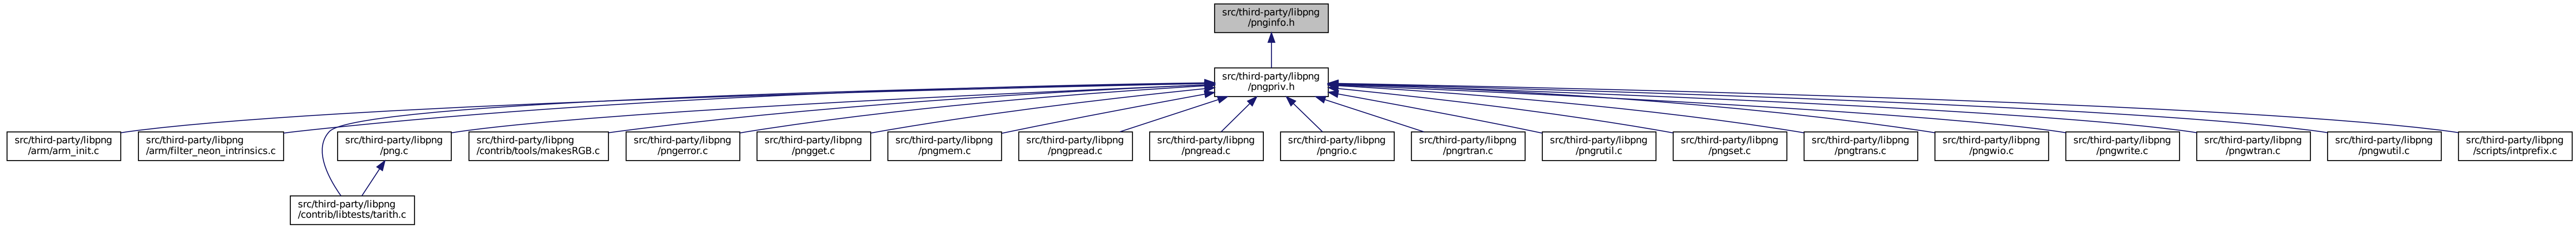 src/third-party/libpng
/pnginfo.h
src/third-party/libpng
/pngpriv.h
src/third-party/libpng
/arm/arm_init.c
src/third-party/libpng
/arm/filter_neon_intrinsics.c
src/third-party/libpng
/png.c
src/third-party/libpng
/contrib/tools/makesRGB.c
src/third-party/libpng
/pngerror.c
src/third-party/libpng
/pngget.c
src/third-party/libpng
/pngmem.c
src/third-party/libpng
/pngpread.c
src/third-party/libpng
/pngread.c
src/third-party/libpng
/pngrio.c
src/third-party/libpng
/pngrtran.c
src/third-party/libpng
/pngrutil.c
src/third-party/libpng
/pngset.c
src/third-party/libpng
/pngtrans.c
src/third-party/libpng
/pngwio.c
src/third-party/libpng
/pngwrite.c
src/third-party/libpng
/pngwtran.c
src/third-party/libpng
/pngwutil.c
src/third-party/libpng
/scripts/intprefix.c
src/third-party/libpng
/contrib/libtests/tarith.c